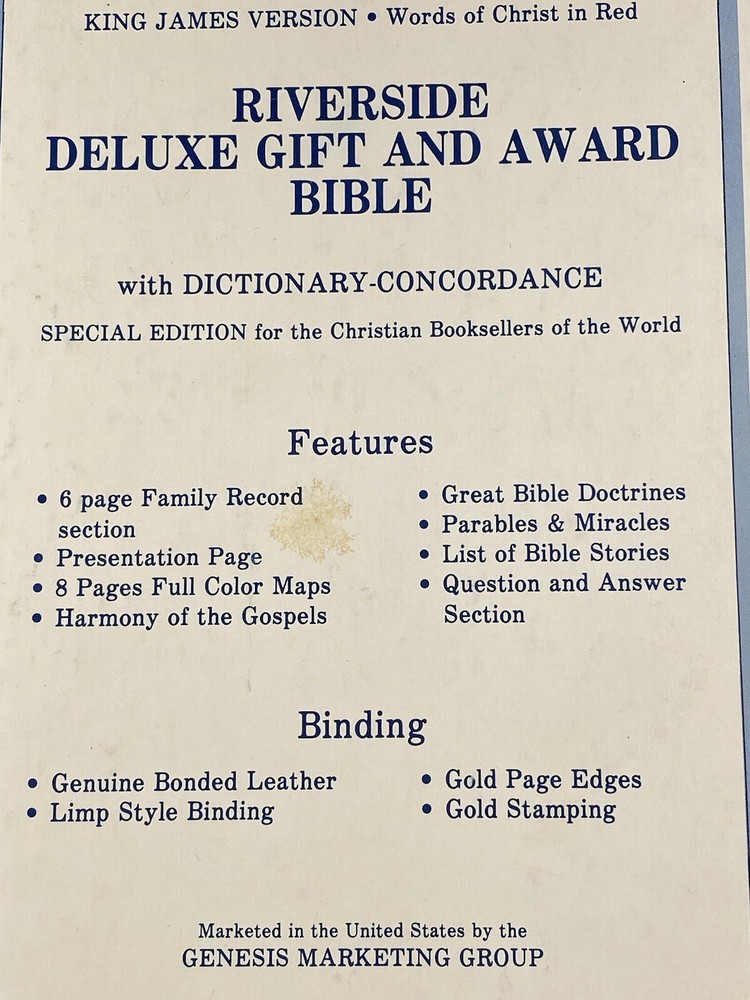 KING JAMES VERSION • Words of Christ in Red
RIVERSIDE
DELUXE GIFT AND AWARD
BIBLE
with DICTIONARY-CONCORDANCE
SPECIAL EDITION for the Christian Booksellers of the World
Features
• 6 page Family Record
section
• Presentation Page
• 8 Pages Full Color Maps
• Harmony of the Gospels
• Great Bible Doctrines
• Parables & Miracles
• List of Bible Stories
• Question and Answer
Section
Binding
• Genuine Bonded Leather
• Limp Style Binding
• Gold Page Edges
• Gold Stamping
Marketed in the United States by the
GENESIS MARKETING GROUP